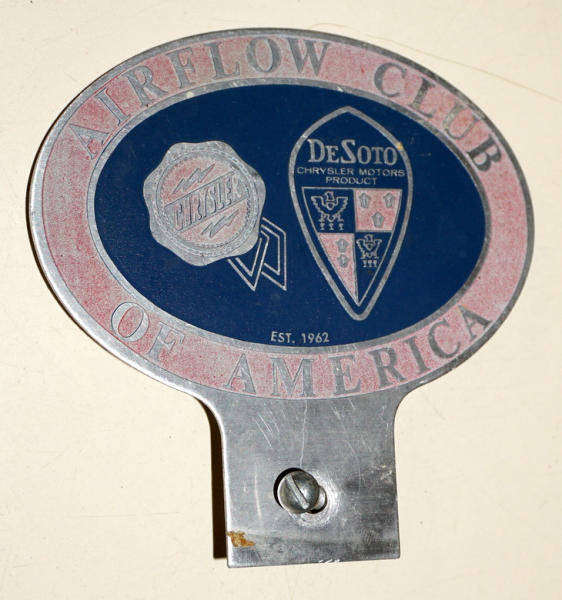 AIRFLOW CLUB
CHRYSLER
DESOTO
CHRYSLER MOTORS
PRODUCT
EST. 1962
OF AMERICA